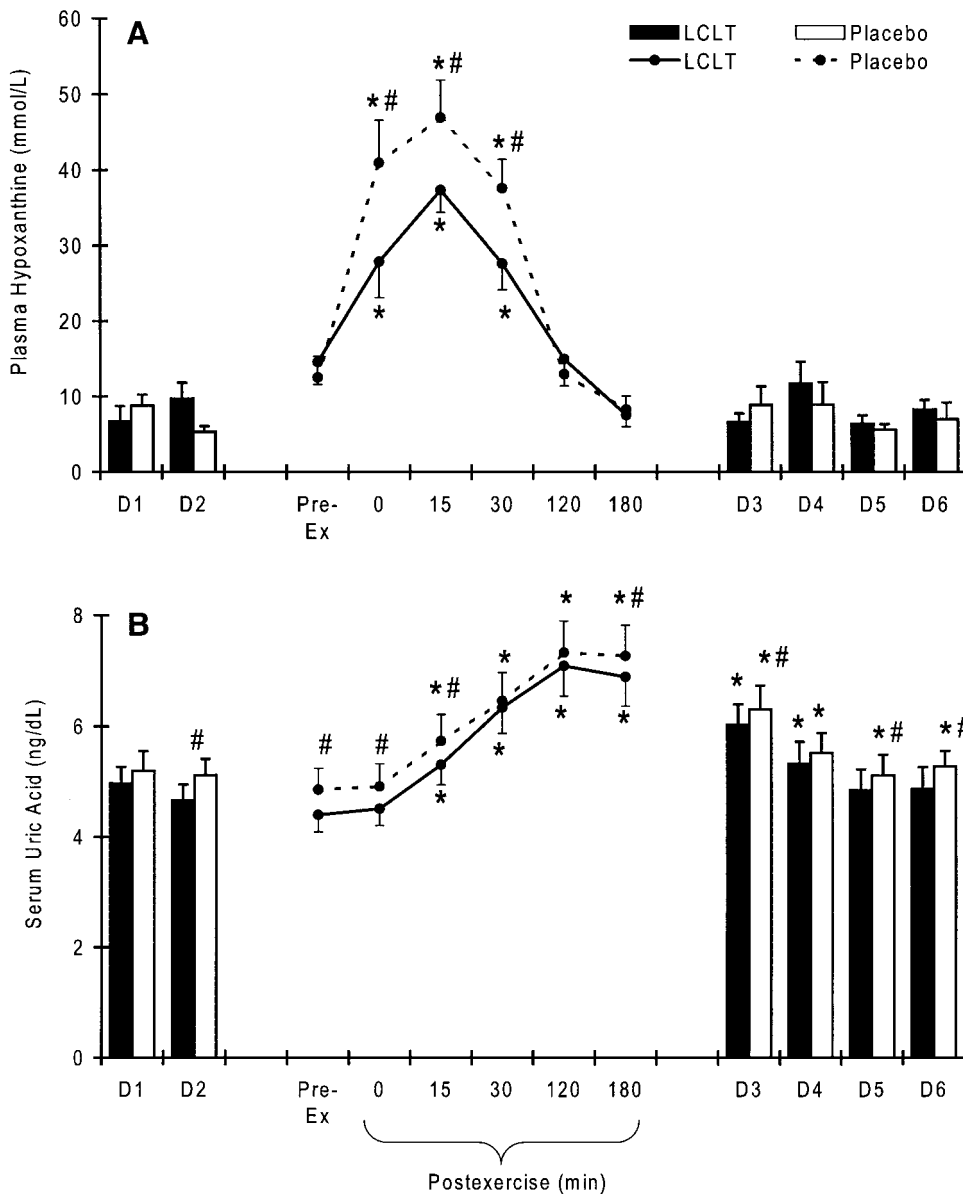 A
LCLT Placebo
LCLT Placebo
Plasma Hypoxanthine (mmol/L)
60
50
40
30
20
10
0
*# *# *#
* * *
D1 D2 Pre-Ex 0 15 30 120 180 D3 D4 D5 D6
B
Serum Uric Acid (ng/dL)
8
6
4
2
0
# # # *# * * *#
* * * *
* *# * * *# *#
D1 D2 Pre-Ex 0 15 30 120 180 D3 D4 D5 D6
Postexercise (min)